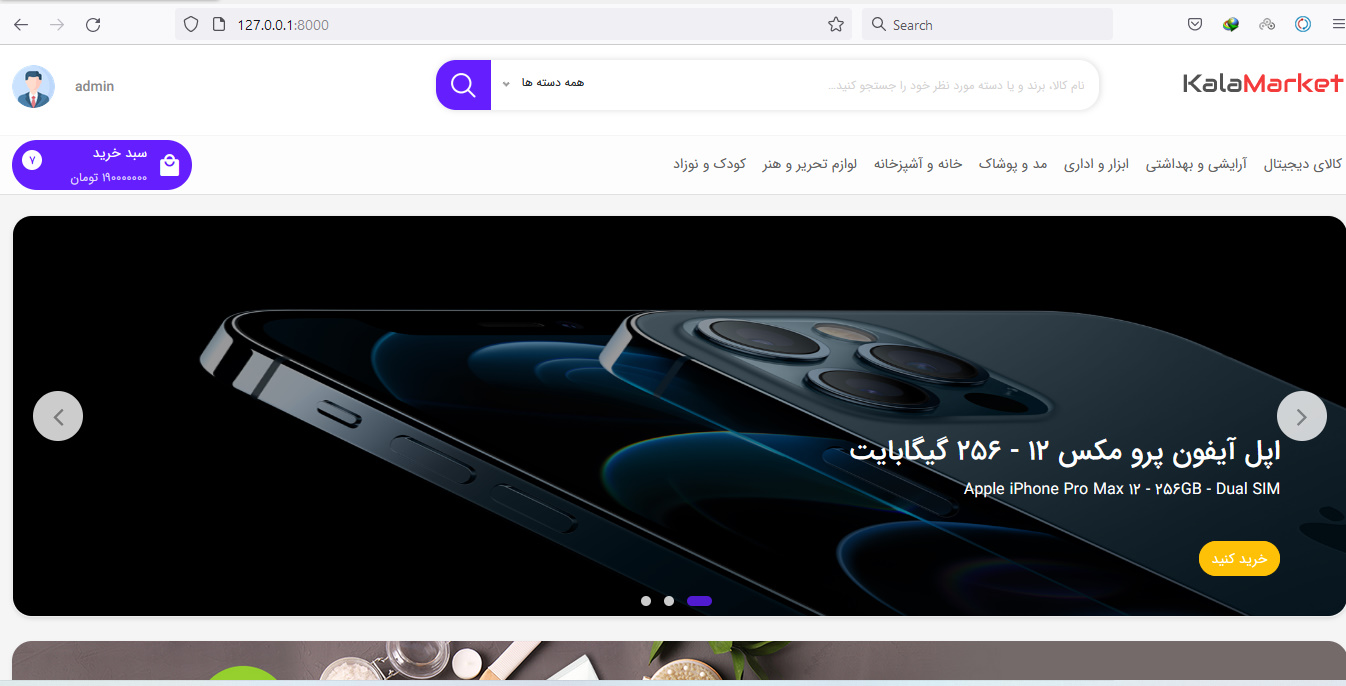 127.0.0.1:8000
Search
KalaMarket
نام کالا، برند و یا دسته مورد نظر خود را جستجو کنید...
همه دسته ها
admin
کالای دیجیتال
آرایشی و بهداشتی
ابزار و اداری
مد و پوشاک
خانه و آشپزخانه
لوازم تحریر و هنر
کودک و نوزاد
سبد خرید
۷
۱۹۰۰۰۰۰۰۰ تومان
اپل آیفون پرو مکس ۱۲ - ۲۵۶ گیگابایت
Apple iPhone Pro Max ۱۲ - ۲۵۶GB - Dual SIM
خرید کنید